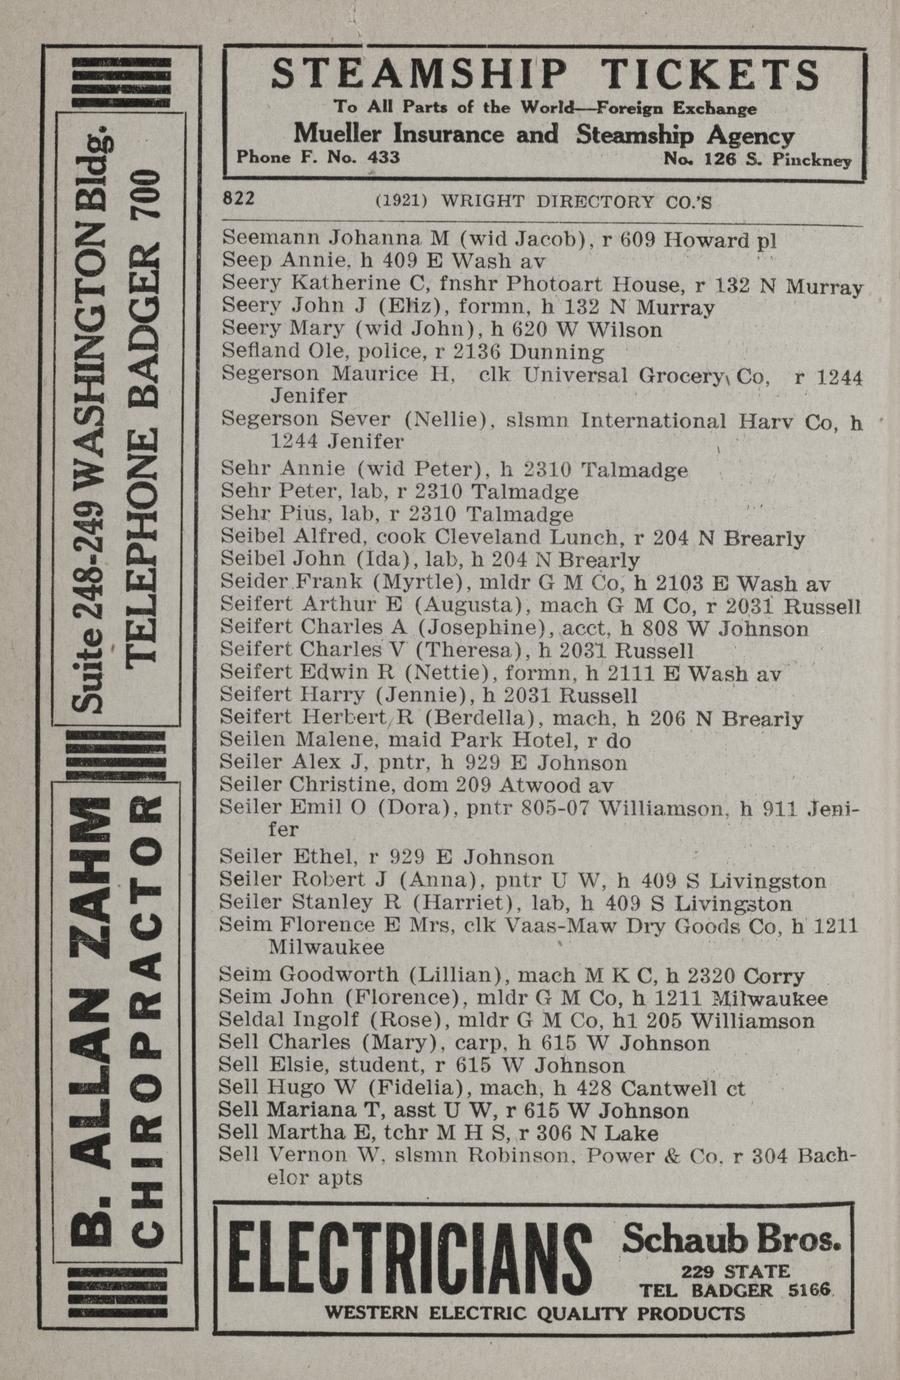 STEAMSHIP TICKETS
To All Parts of the World—Foreign Exchange
Mueller Insurance and Steamship Agency
Phone F. No. 433 No. 126 S. Pinckney
822 (1921) WRIGHT DIRECTORY CO.'S
Seemann Johanna M (wid Jacob), r 609 Howard pl
Seep Annie, h 409 E Wash av
Seery Katherine C, fnshr Photoart House, r 132 N Murray
Seery John J (Eliz), formn, h 132 N Murray
Seery Mary (wid John), h 620 W Wilson
Sefland Ole, police, r 2136 Dunning
Segerson Maurice H, clk Universal Grocery Co, r 1244
Jenifer
Segerson Sever (Nellie), slsmn International Harv Co, h
1244 Jenifer
Sehr Annie (wid Peter), h 2310 Talmadge
Sehr Peter, lab, r 2310 Talmadge
Sehr Pius, lab, r 2310 Talmadge
Seibel Alfred, cook Cleveland Lunch, r 204 N Brearly
Seibel John (Ida), lab, h 204 N Brearly
Seider Frank (Myrtle), mldr G M Co, h 2103 E Wash av
Seifert Arthur E (Augusta), mach G M Co, r 2031 Russell
Seifert Charles A (Josephine), acct, h 808 W Johnson
Seifert Charles V (Theresa), h 2031 Russell
Seifert Edwin R (Nettie), formn, h 2111 E Wash av
Seifert Harry (Jennie), h 2031 Russell
Seifert Herbert R (Berdella), mach, h 206 N Brearly
Seilen Malene, maid Park Hotel, r do
Seiler Alex J, pntr, h 929 E Johnson
Seiler Christine, dom 209 Atwood av
Seiler Emil O (Dora), pntr 805-07 Williamson, h 911 Jeni-
fer
Seiler Ethel, r 929 E Johnson
Seiler Robert J (Anna), pntr U W, h 409 S Livingston
Seiler Stanley R (Harriet), lab, h 409 S Livingston
Seim Florence E Mrs, clk Vaas-Maw Dry Goods Co, h 1211
Milwaukee
Seim Goodworth (Lillian), mach M K C, h 2320 Corry
Seim John (Florence), mldr G M Co, h 1211 Milwaukee
Seldal Ingolf (Rose), mldr G M Co, h1 205 Williamson
Sell Charles (Mary), carp, h 615 W Johnson
Sell Elsie, student, r 615 W Johnson
Sell Hugo W (Fidelia), mach, h 428 Cantwell ct
Sell Mariana T, asst U W, r 615 W Johnson
Sell Martha E, tchr M H S, r 306 N Lake
Sell Vernon W, slsmn Robinson, Power & Co, r 304 Bach-
elor apts
B. ALLAN ZAHM
CHIROPRACTOR
Suite 248-249 WASHINGTON Bldg.
TELEPHONE BADGER 700
ELECTRICIANS
Schaub Bros.
229 STATE
TEL BADGER 5166
WESTERN ELECTRIC QUALITY PRODUCTS